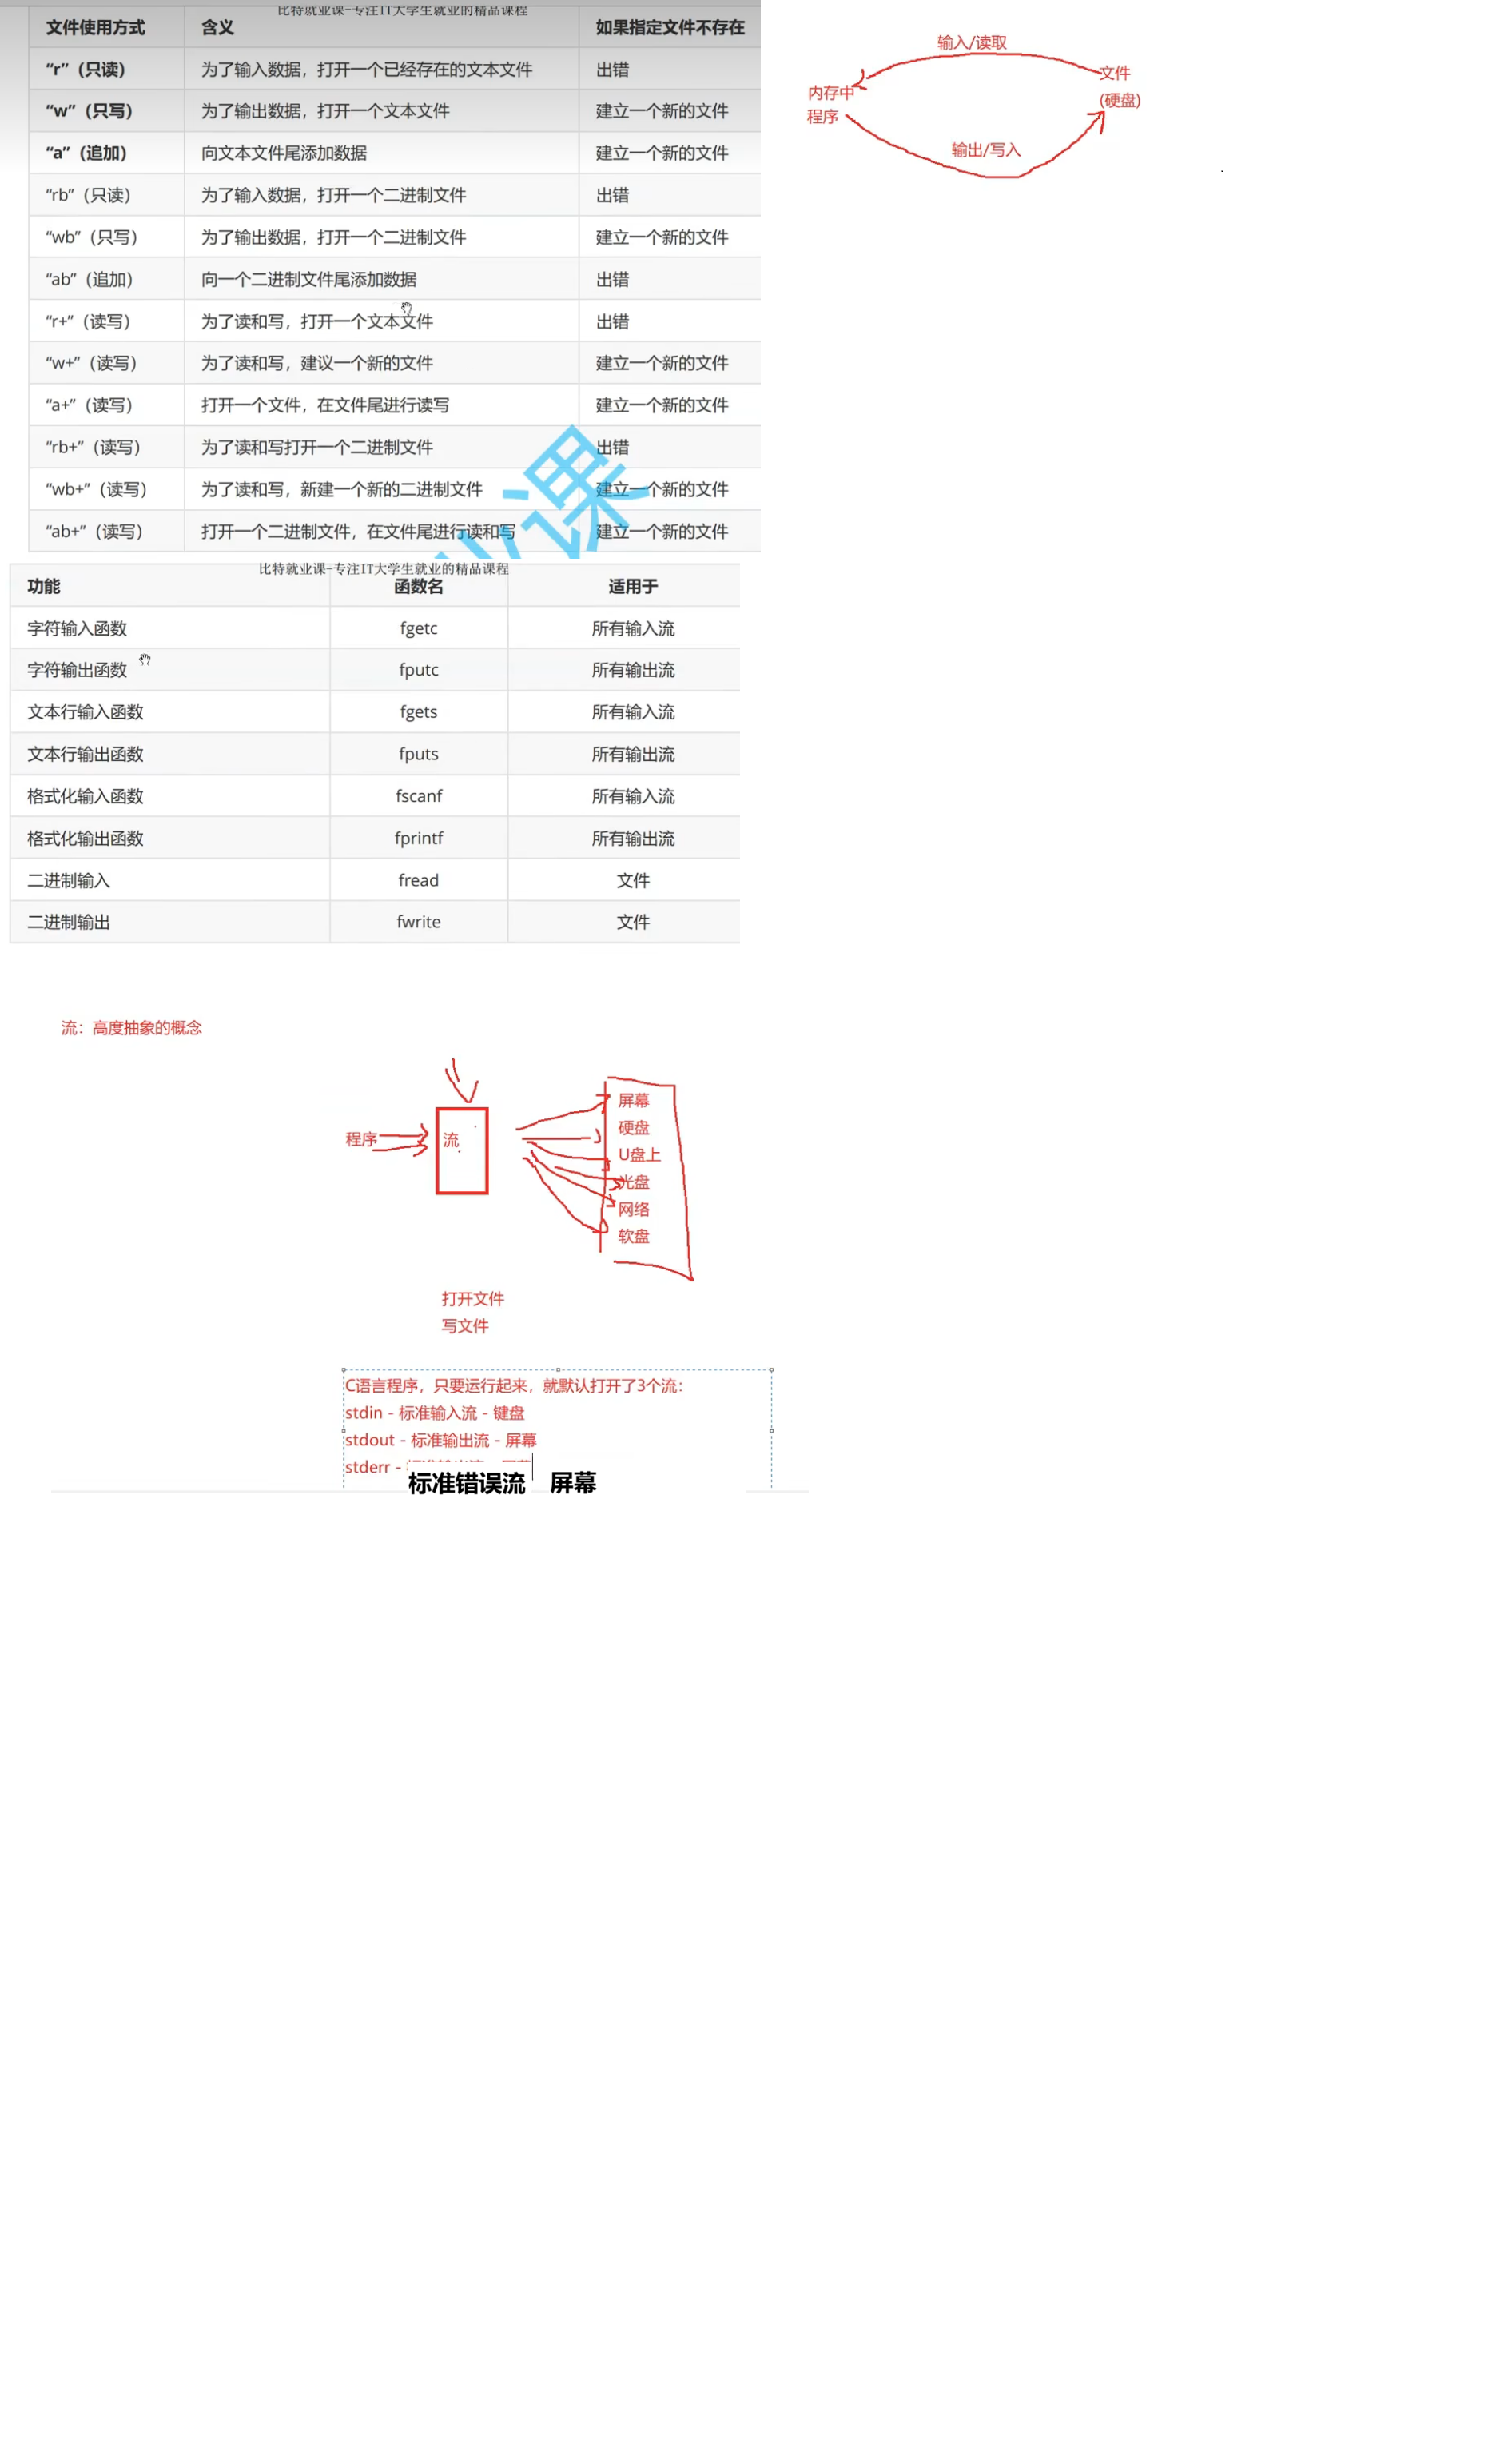 比特就业课-专注IT大学生就业的精品课程
文件使用方式 含义 如果指定文件不存在
“r”（只读） 为了输入数据，打开一个已经存在的文本文件 出错
“w”（只写） 为了输出数据，打开一个文本文件 建立一个新的文件
“a”（追加） 向文本文件尾添加数据 建立一个新的文件
“rb”（只读） 为了输入数据，打开一个二进制文件 出错
“wb”（只写） 为了输出数据，打开一个二进制文件 建立一个新的文件
“ab”（追加） 向一个二进制文件尾添加数据 出错
“r+”（读写） 为了读和写，打开一个文本文件 出错
“w+”（读写） 为了读和写，建议一个新的文件 建立一个新的文件
“a+”（读写） 打开一个文件，在文件尾进行读写 建立一个新的文件
“rb+”（读写） 为了读和写打开一个二进制文件 出错
“wb+”（读写） 为了读和写，新建一个新的二进制文件 建立一个新的文件
“ab+”（读写） 打开一个二进制文件，在文件尾进行读和写 建立一个新的文件
业课
输入/读取
文件
(硬盘)
内存中
程序
输出/写入
比特就业课-专注IT大学生就业的精品课程
功能 函数名 适用于
字符输入函数 fgetc 所有输入流
字符输出函数 fputc 所有输出流
文本行输入函数 fgets 所有输入流
文本行输出函数 fputs 所有输出流
格式化输入函数 fscanf 所有输入流
格式化输出函数 fprintf 所有输出流
二进制输入 fread 文件
二进制输出 fwrite 文件
流：高度抽象的概念
程序
流
屏幕
硬盘
U盘上
光盘
网络
软盘
打开文件
写文件
C语言程序，只要运行起来，就默认打开了3个流：
stdin - 标准输入流 - 键盘
stdout - 标准输出流 - 屏幕
stderr -
标准错误流 屏幕